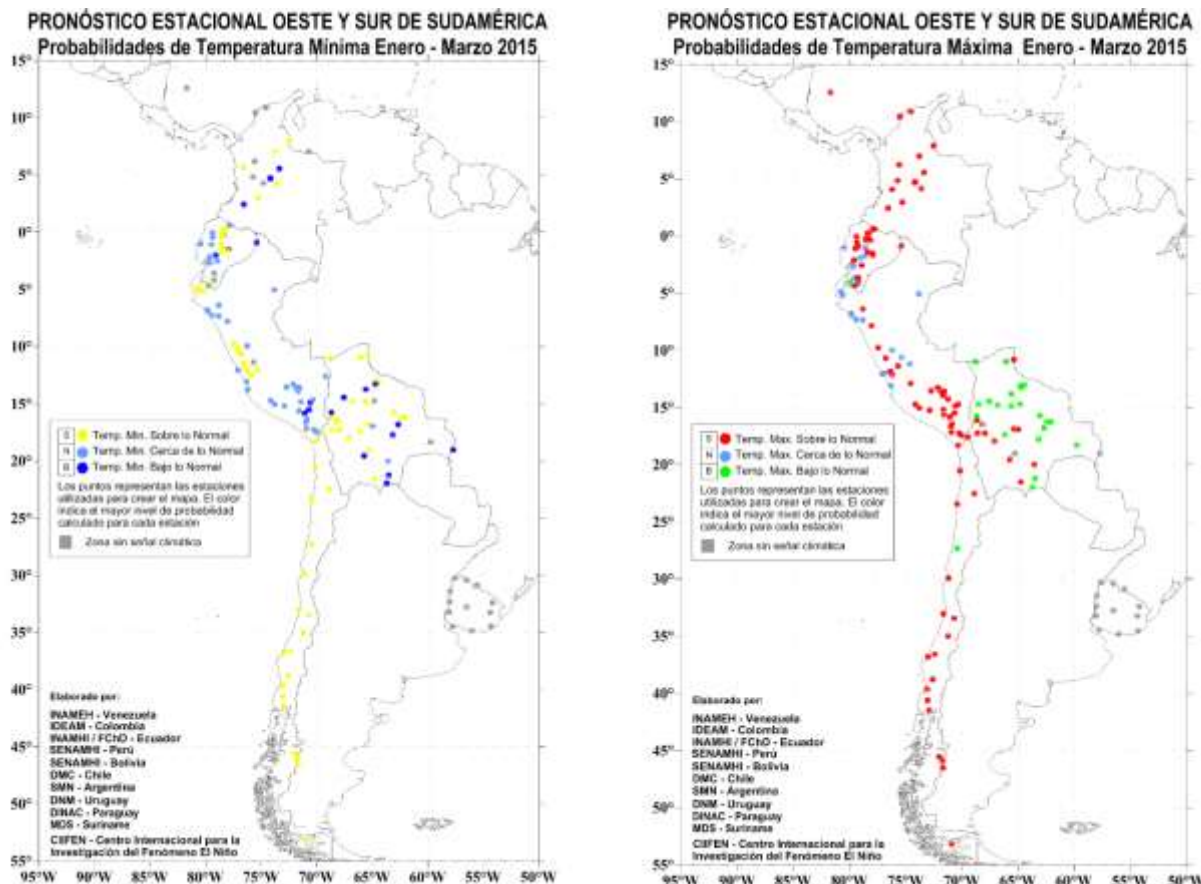 PRONÓSTICO ESTACIONAL OESTE Y SUR DE SUDAMÉRICA
Probabilidades de Temperatura Mínima Enero - Marzo 2015
15°
10°
5°
0°
5°
10°
15°
20°
25°
30°
35°
40°
45°
50°
55°
S Temp. Min. Sobre lo Normal
N Temp. Min. Cerca de lo Normal
B Temp. Min. Bajo lo Normal
Los puntos representan las estaciones
utilizadas para crear el mapa. El color
indica el mayor nivel de probabilidad
calculado para cada estación
Zona sin señal climática
Elaborado por:
INAMEH - Venezuela
IDEAM - Colombia
INAMHI / FChD - Ecuador
SENAMHI - Perú
SENAMHI - Bolivia
DMC - Chile
SMN - Argentina
DNM - Uruguay
DINAC - Paraguay
MDS - Suriname
CIIFEN - Centro Internacional para la
Investigación del Fenómeno El Niño
95°W 90°W 85°W 80°W 75°W 70°W 65°W 60°W 55°W 50°W
PRONÓSTICO ESTACIONAL OESTE Y SUR DE SUDAMÉRICA
Probabilidades de Temperatura Máxima Enero - Marzo 2015
15°
10°
5°
0°
5°
10°
15°
20°
25°
30°
35°
40°
45°
50°
55°
S Temp. Max. Sobre lo Normal
N Temp. Max. Cerca de lo Normal
B Temp. Max. Bajo lo Normal
Los puntos representan las estaciones
utilizadas para crear el mapa. El color
indica el mayor nivel de probabilidad
calculado para cada estación
Zona sin señal climática
Elaborado por:
INAMEH - Venezuela
IDEAM - Colombia
INAMHI / FChD - Ecuador
SENAMHI - Perú
SENAMHI - Bolivia
DMC - Chile
SMN - Argentina
DNM - Uruguay
DINAC - Paraguay
MDS - Suriname
CIIFEN - Centro Internacional para la
Investigación del Fenómeno El Niño
95°W 90°W 85°W 80°W 75°W 70°W 65°W 60°W 55°W 50°W